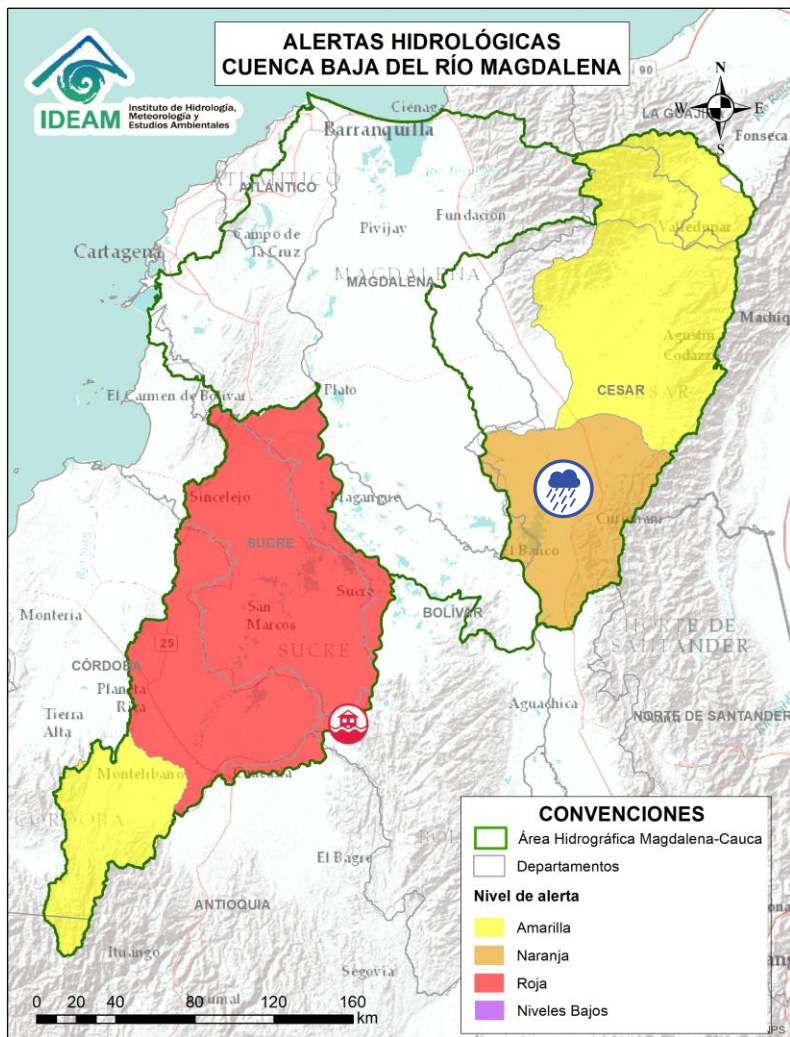 ALERTAS HIDROLÓGICAS
CUENCA BAJA DEL RÍO MAGDALENA
IDEAM
Instituto de Hidrología,
Meteorología y
Estudios Ambientales
N
W E
S
90
Ciénaga
LA GUAJIRA
Fonseca
Barranquilla
ATLÁNTICO
Fundación
Pivijay
Valledupar
Campo de
la Cruz
Cartagena
MAGDALENA
MAGDALENA
Machiq
Agustín
Codazzi
CESAR
El Carmen de Bolívar
Plato
Sincelejo
Magangué
Curumaní
SUCRE
El Banco
Sucre
San
Marcos
BOLÍVAR
Montería
SUCRE
NORTE DE
SANTANDER
25
CÓRDOBA
Planeta
Rica
Aguachica
Tierra
Alta
NORTE DE SANTANDER
Montelíbano
Caucasia
CÓRDOBA
El Bagre
ANTIOQUIA
Ituango
Segovia
CONVENCIONES
Área Hidrográfica Magdalena-Cauca
Departamentos
Nivel de alerta
Amarilla
Naranja
Roja
Niveles Bajos
0 20 40 80 120 160
km